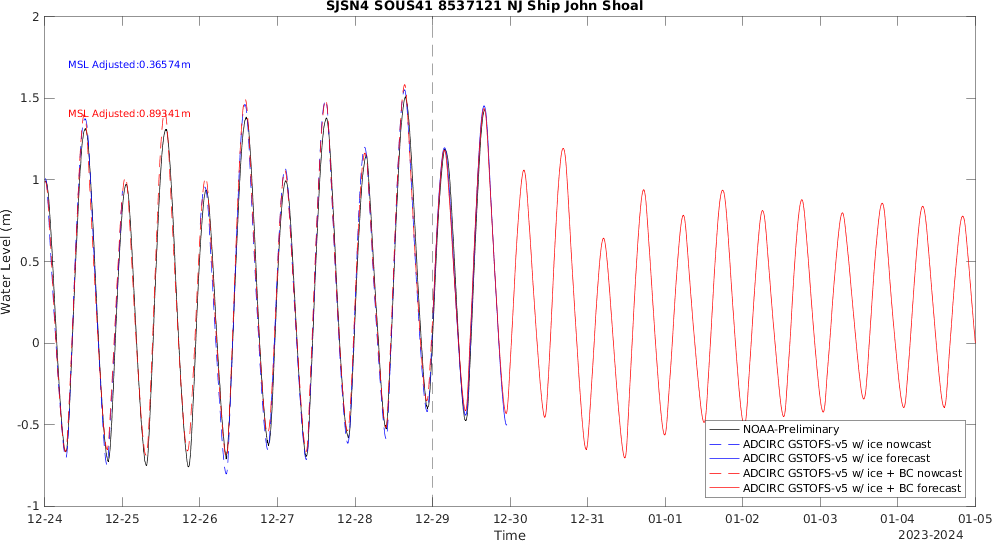 SJSN4 SOUS41 8537121 NJ Ship John Shoal
2
1.5
1
0.5
0
-0.5
-1
Water Level (m)
MSL Adjusted:0.36574m
MSL Adjusted:0.89341m
NOAA-Preliminary
ADCIRC GSTOFS-v5 w/ ice nowcast
ADCIRC GSTOFS-v5 w/ ice forecast
ADCIRC GSTOFS-v5 w/ ice + BC nowcast
ADCIRC GSTOFS-v5 w/ ice + BC forecast
12-24 12-25 12-26 12-27 12-28 12-29 12-30 12-31 01-01 01-02 01-03 01-04 01-05
Time
2023-2024